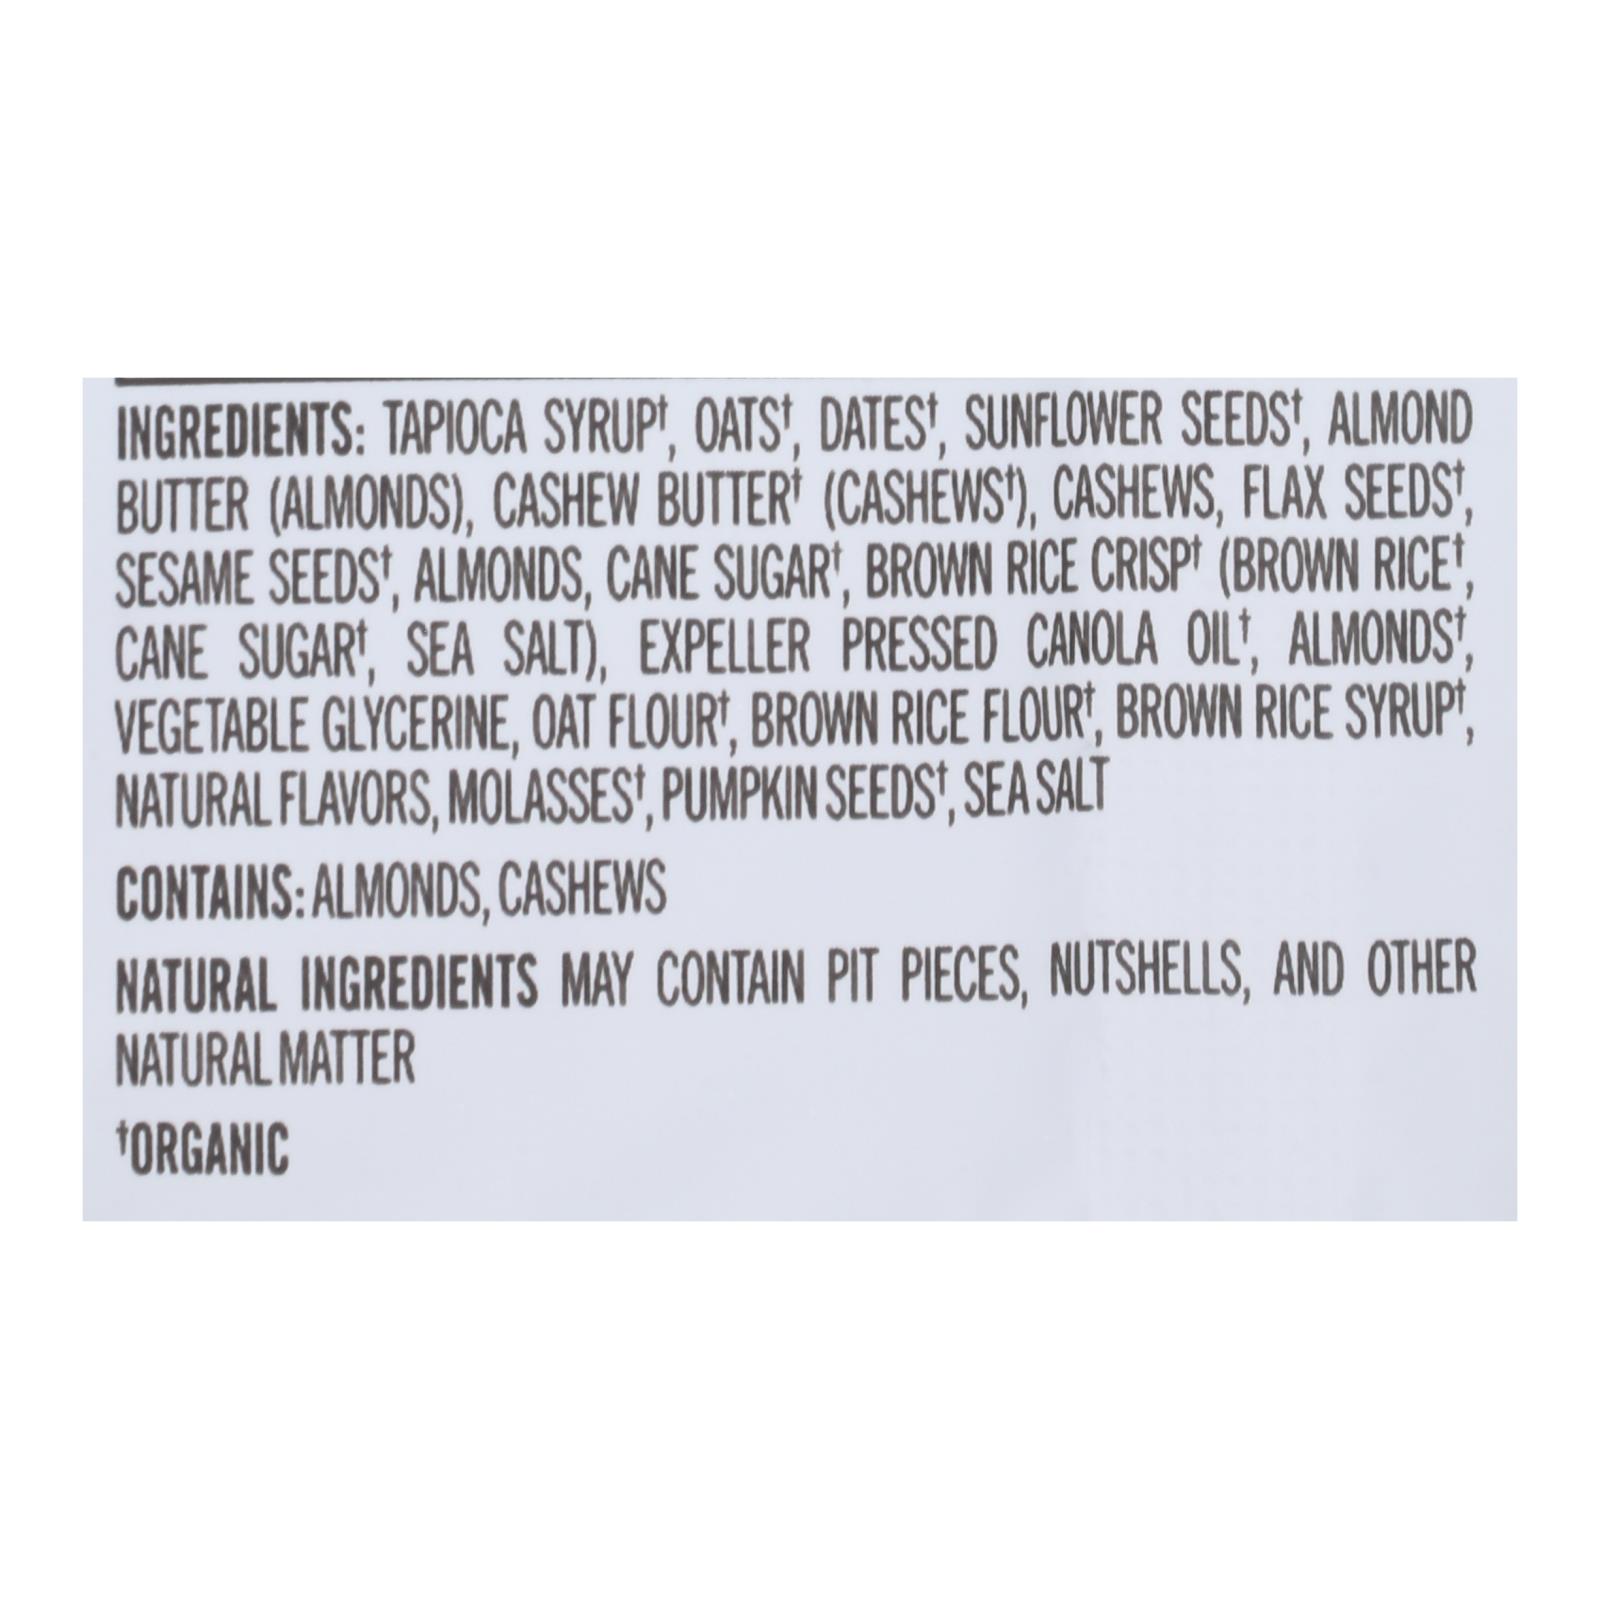 INGREDIENTS: TAPIOCA SYRUP†, OATS†, DATES†, SUNFLOWER SEEDS†, ALMOND
BUTTER (ALMONDS), CASHEW BUTTER† (CASHEWS†), CASHEWS, FLAX SEEDS†,
SESAME SEEDS†, ALMONDS, CANE SUGAR†, BROWN RICE CRISP† (BROWN RICE†,
CANE SUGAR†, SEA SALT), EXPELLER PRESSED CANOLA OIL†, ALMONDS†,
VEGETABLE GLYCERINE, OAT FLOUR†, BROWN RICE FLOUR†, BROWN RICE SYRUP†,
NATURAL FLAVORS, MOLASSES†, PUMPKIN SEEDS†, SEA SALT
CONTAINS: ALMONDS, CASHEWS
NATURAL INGREDIENTS MAY CONTAIN PIT PIECES, NUTSHELLS, AND OTHER
NATURAL MATTER
†ORGANIC